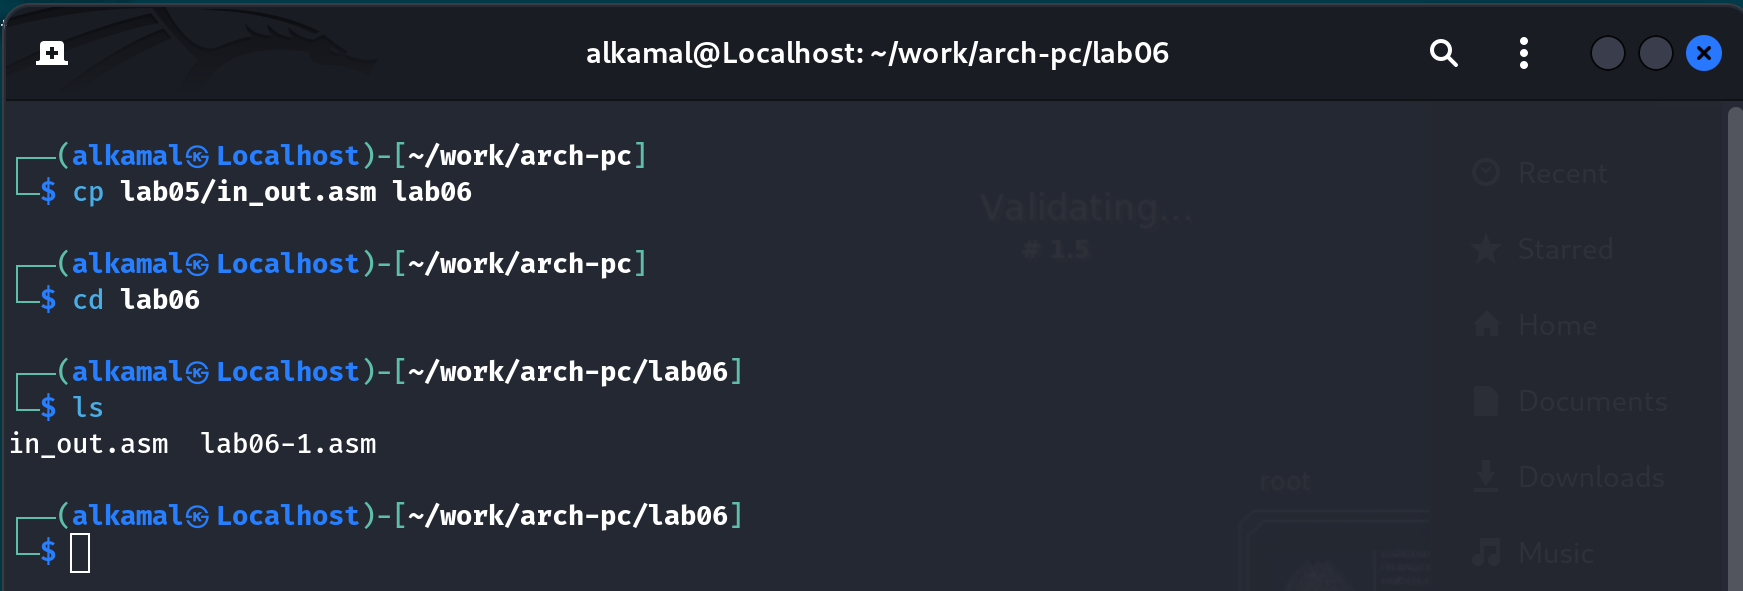 alkamal@Localhost: ~/work/arch-pc/lab06
┌──(alkamal㉿Localhost)-[~/work/arch-pc]
└─$ cp lab05/in_out.asm lab06
┌──(alkamal㉿Localhost)-[~/work/arch-pc]
└─$ cd lab06
┌──(alkamal㉿Localhost)-[~/work/arch-pc/lab06]
└─$ ls
in_out.asm  lab06-1.asm
┌──(alkamal㉿Localhost)-[~/work/arch-pc/lab06]
└─$
Validating...
# 1.5
root
Recent
Starred
Home
Documents
Downloads
Music